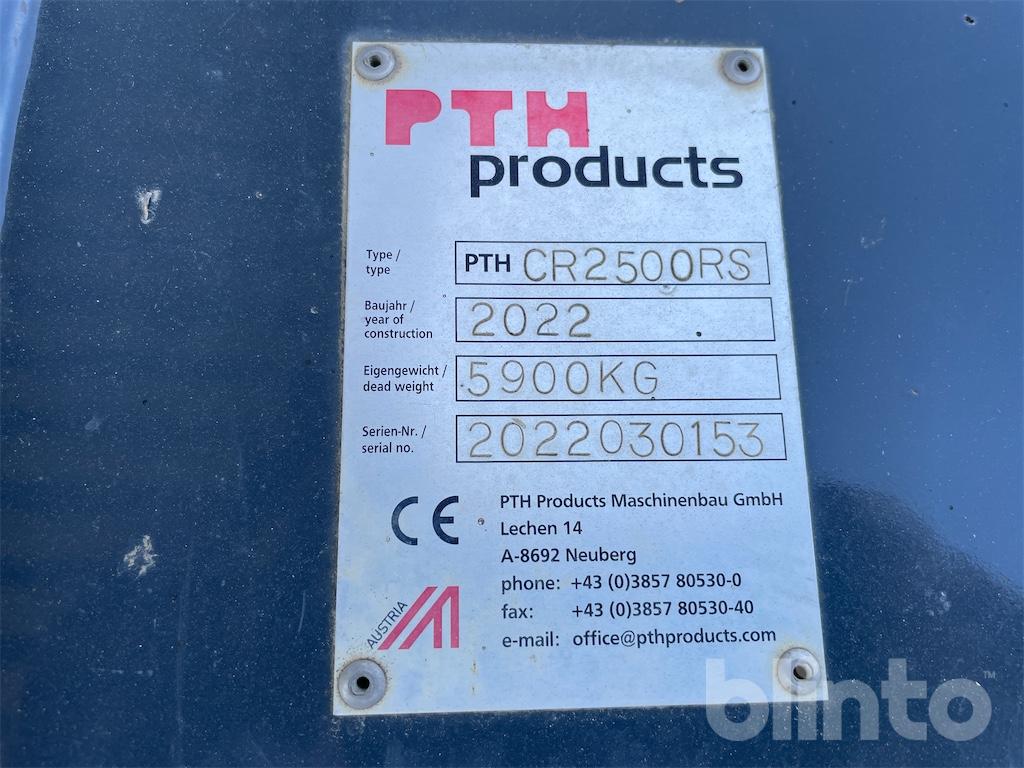 PTH
products
Type /
type
PTH CR2500RS
Baujahr /
year of
construction
2022
Eigengewicht /
dead weight
5900KG
Serien-Nr. /
serial no.
2022030153
CE
PTH Products Maschinenbau GmbH
Lechen 14
A-8692 Neuberg
phone: +43 (0)3857 80530-0
fax: +43 (0)3857 80530-40
e-mail: office@pthproducts.com
AUSTRIA
blinto™